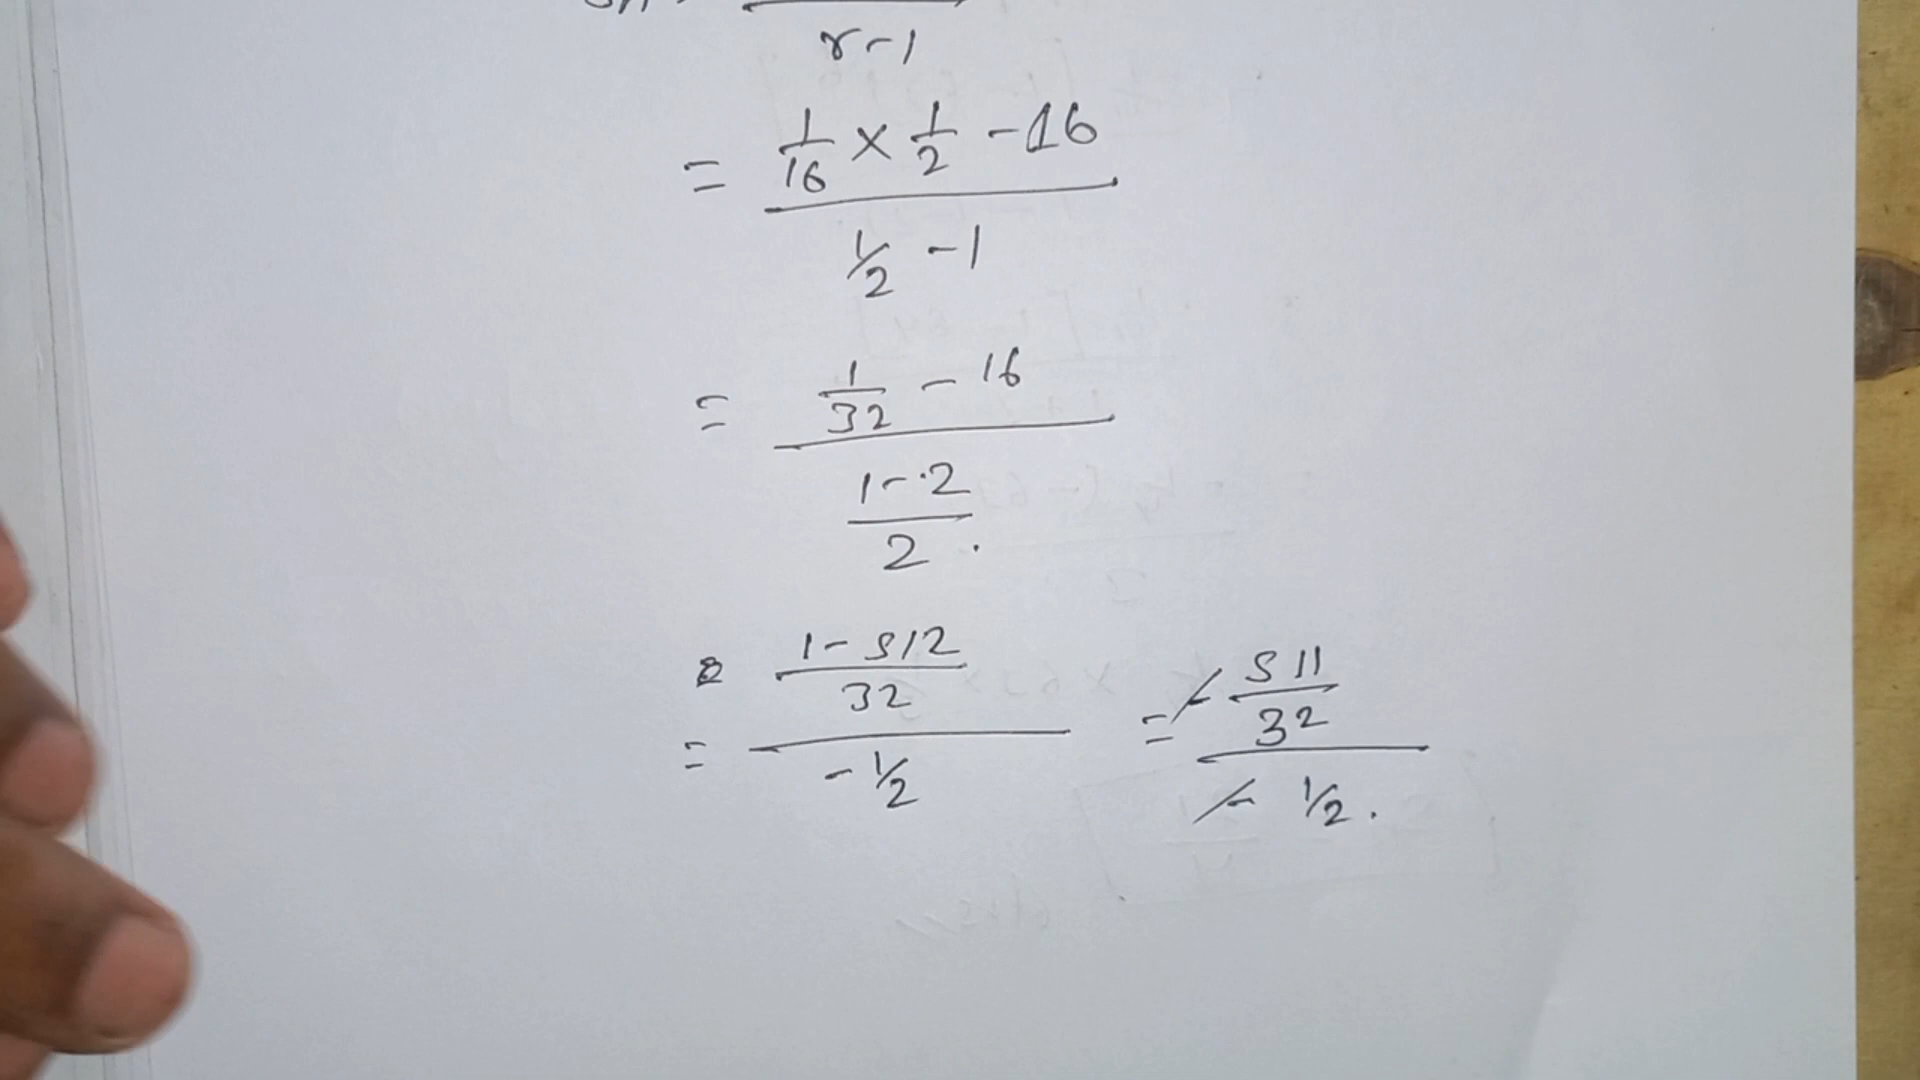 r-1
= 1/16 × 1/2 - 16
1/2 - 1
= 1/32 - 16
1-2
2
1-512
32
= -1/2
= - 511/32
- 1/2.